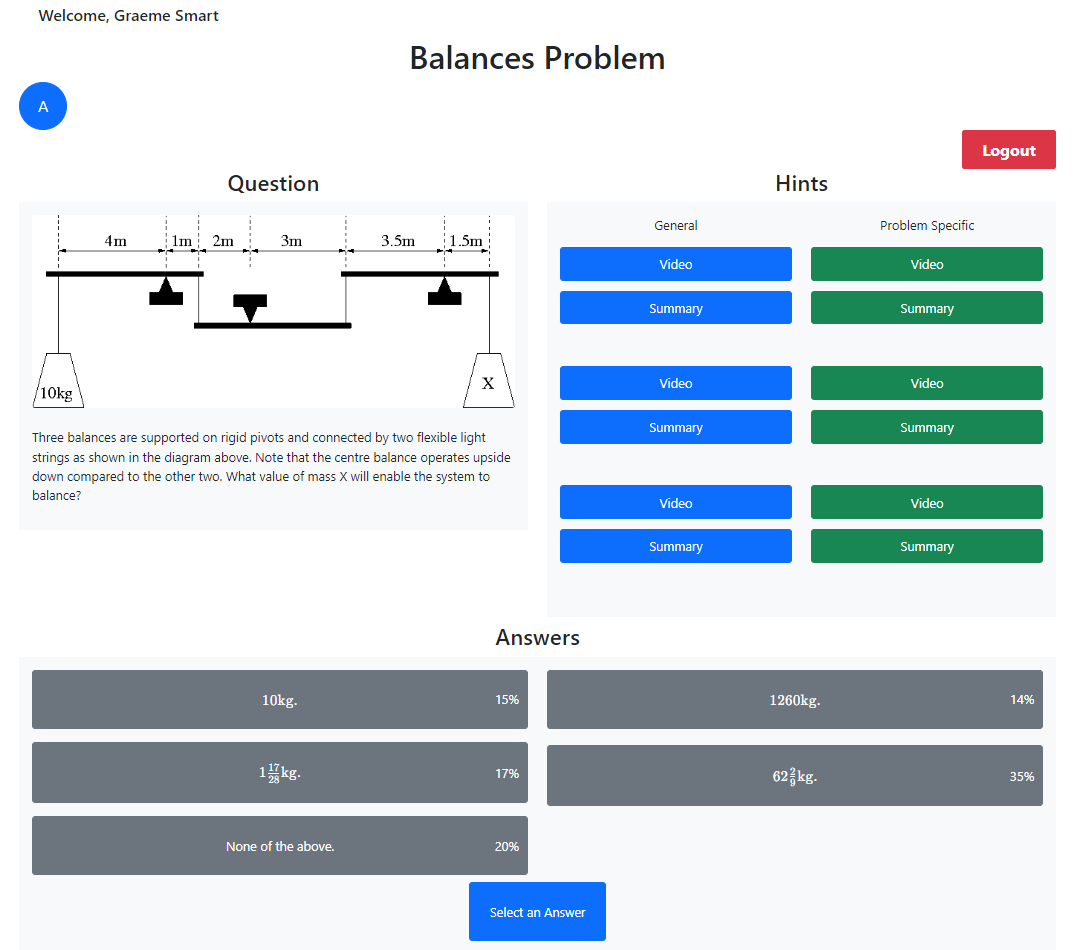 Welcome, Graeme Smart
Balances Problem
A
Logout
Question
4m 1m 2m 3m 3.5m 1.5m
10kg
X
Three balances are supported on rigid pivots and connected by two flexible light
strings as shown in the diagram above. Note that the centre balance operates upside
down compared to the other two. What value of mass X will enable the system to
balance?
Hints
General Problem Specific
Video Video
Summary Summary
Video Video
Summary Summary
Video Video
Summary Summary
Answers
10kg. 15%
1260kg. 14%
1 17/28 kg. 17%
62 2/9 kg. 35%
None of the above. 20%
Select an Answer